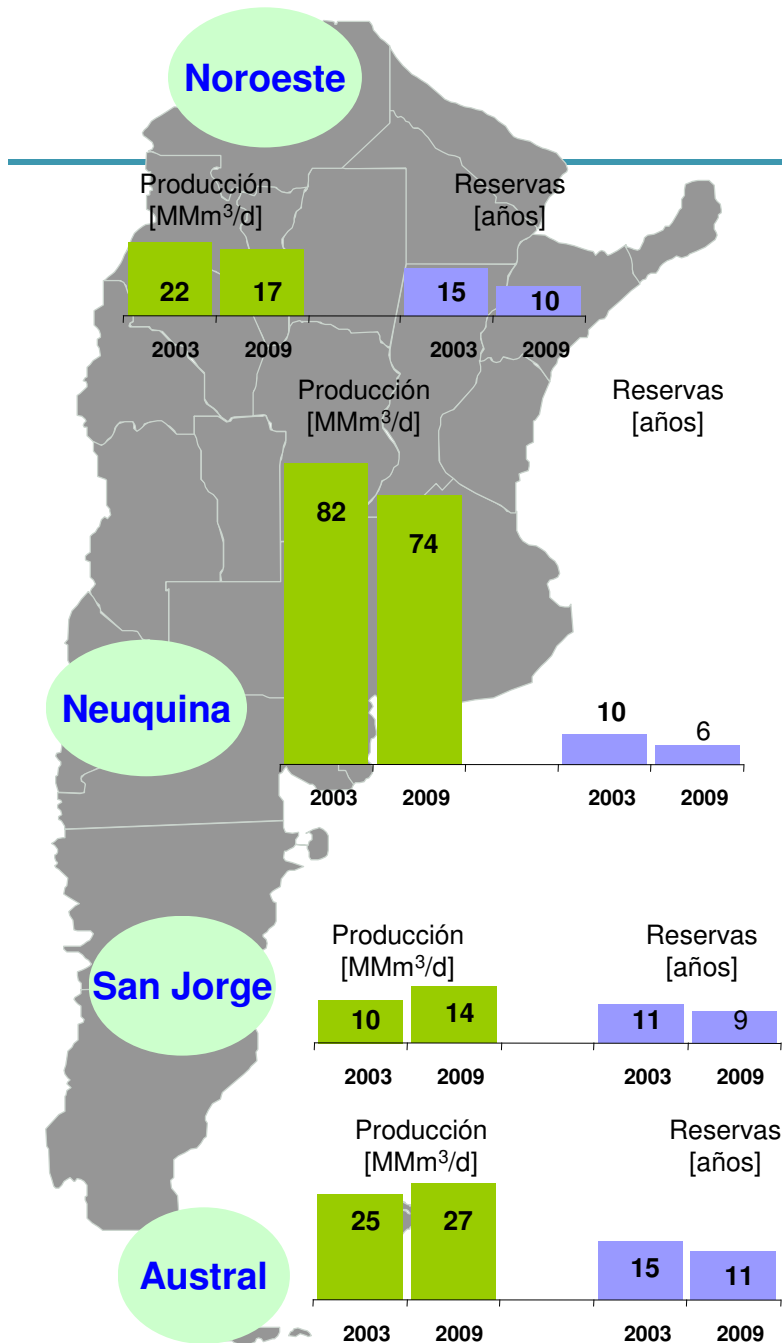 Noroeste
Producción
[MMm³/d]
Reservas
[años]
22
17
15
10
2003
2009
2003
2009
Producción
[MMm³/d]
Reservas
[años]
82
74
Neuquina
10
6
2003
2009
2003
2009
San Jorge
Producción
[MMm³/d]
Reservas
[años]
10
14
11
9
2003
2009
2003
2009
Producción
[MMm³/d]
Reservas
[años]
Austral
25
27
15
11
2003
2009
2003
2009